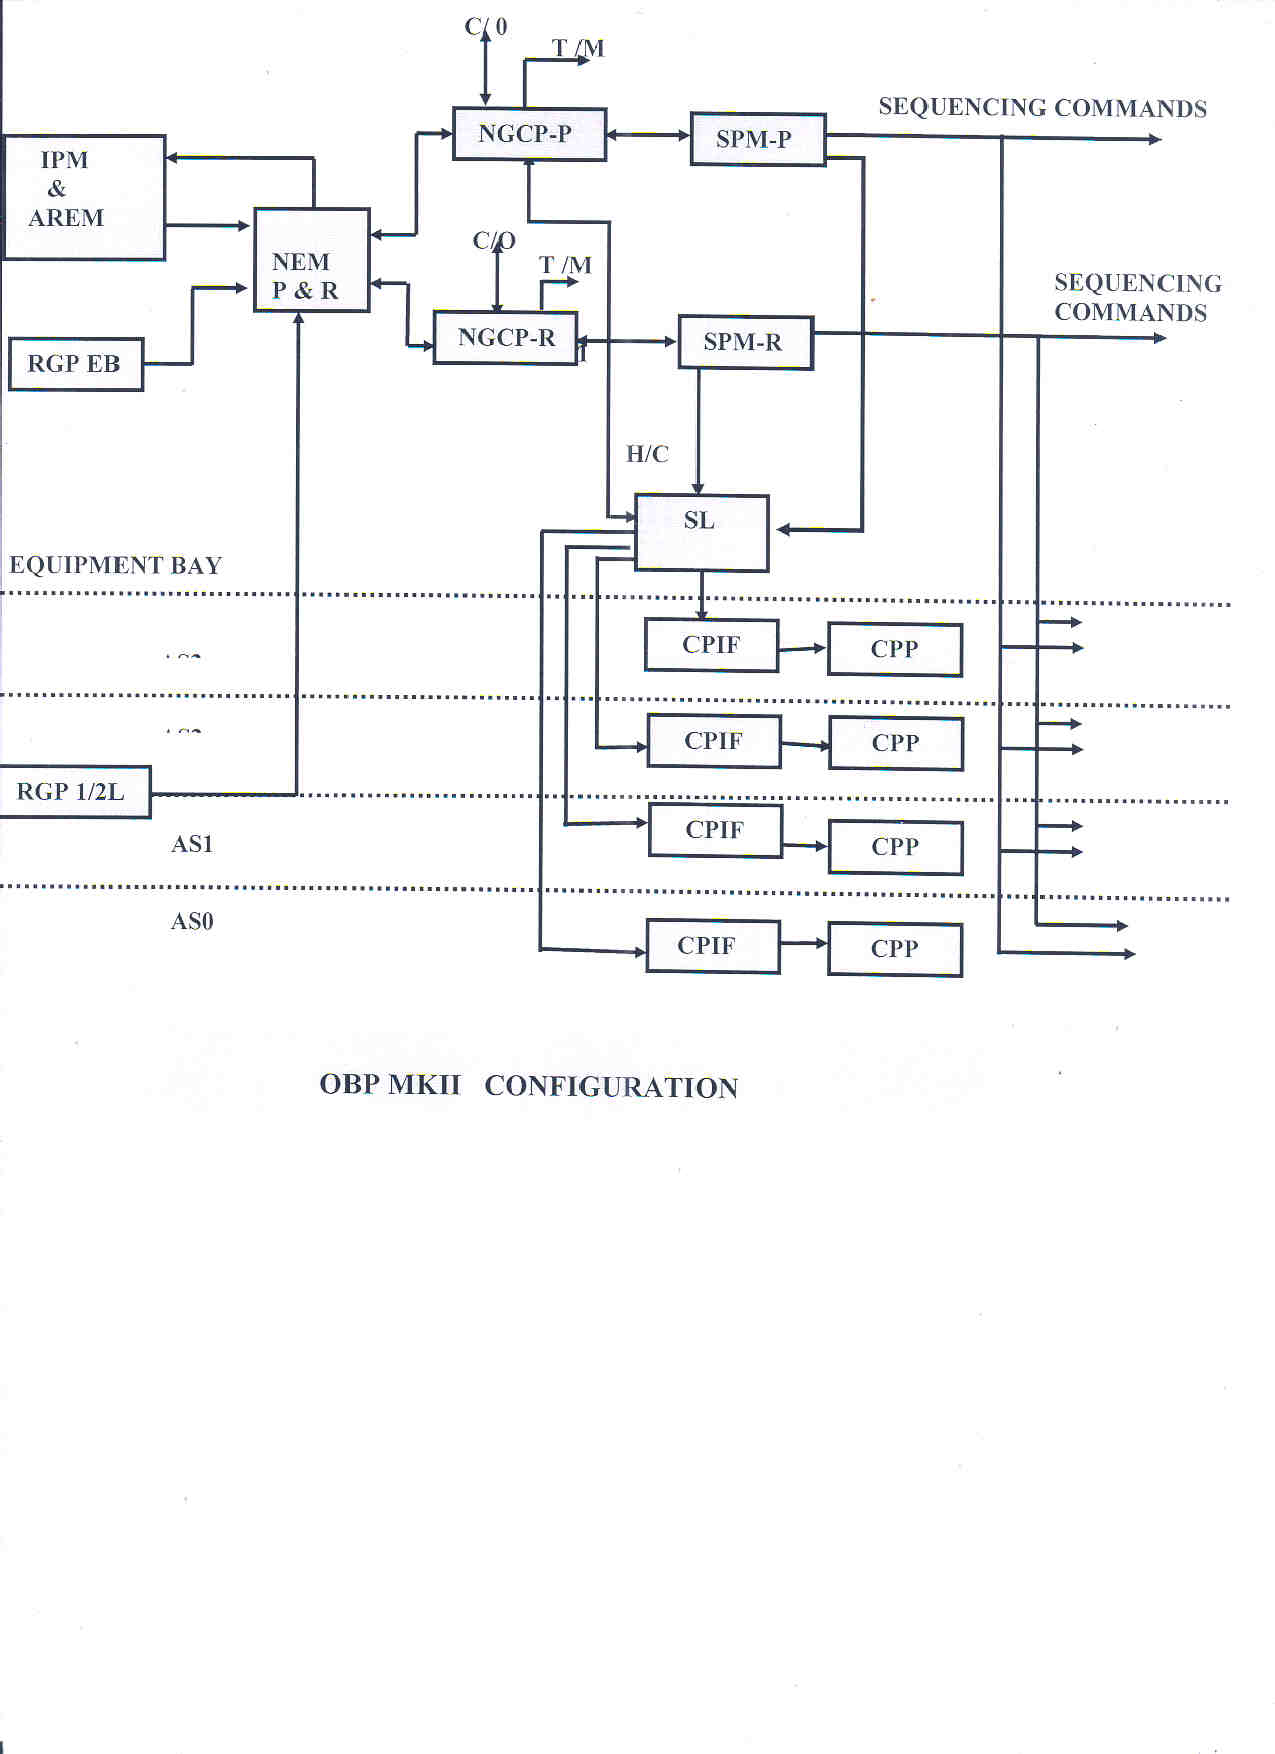 C/ 0
T /M
SEQUENCING COMMANDS
NGCP-P
SPM-P
IPM
&
AREM
C/O
T /M
NEM
P & R
SEQUENCING
COMMANDS
NGCP-R
SPM-R
RGP EB
H/C
SL
EQUIPMENT BAY
CPIF
CPP
CPIF
CPP
RGP 1/2L
CPIF
CPP
AS1
AS0
CPIF
CPP
OBP MKII CONFIGURATION